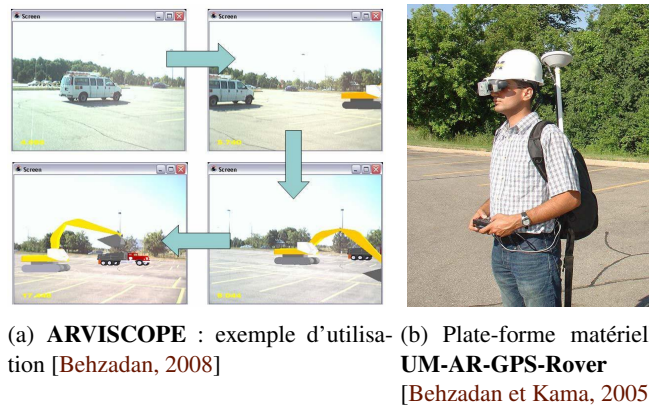 Screen
Screen
Screen
Screen
(a) ARVISCOPE : exemple d'utilisa-
tion [Behzadan, 2008]
(b) Plate-forme matériel
UM-AR-GPS-Rover
[Behzadan et Kama, 2005